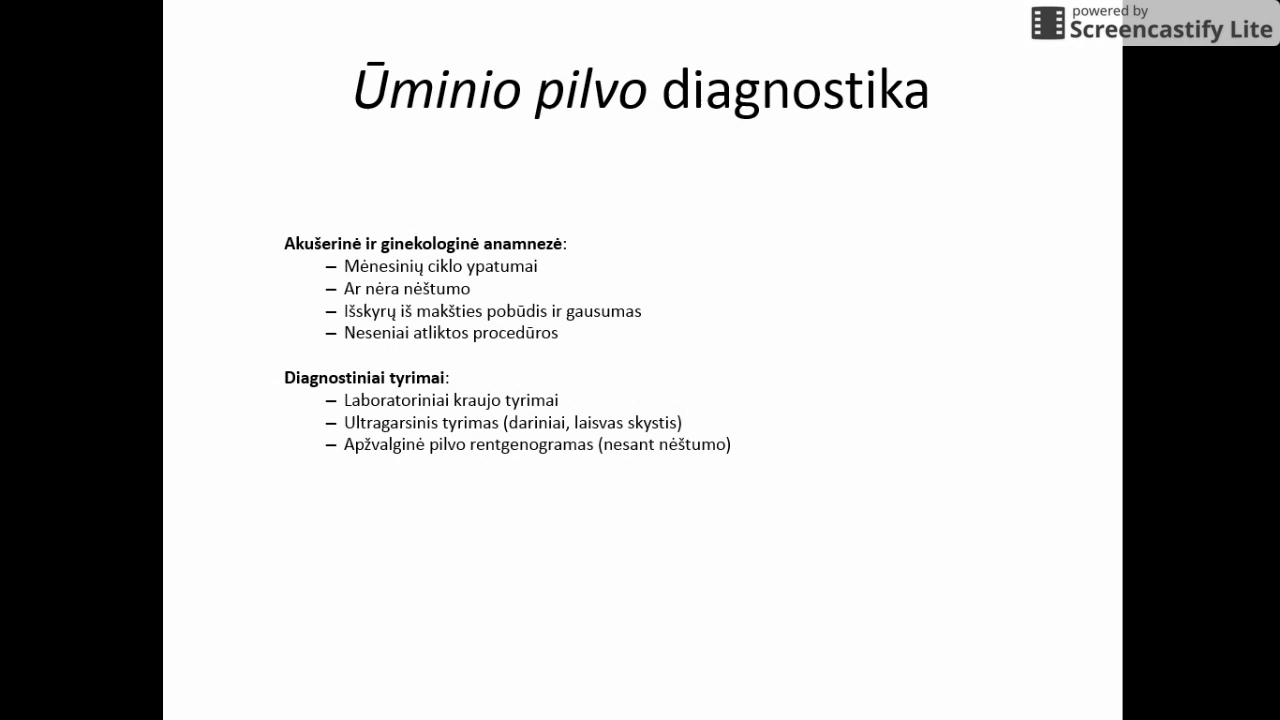 powered by
Screencastify Lite
Ūminio pilvo diagnostika
Akušerinė ir ginekologinė anamnezė:
– Mėnesinių ciklo ypatumai
– Ar nėra nėštumo
– Išskyrų iš makšties pobūdis ir gausumas
– Neseniai atliktos procedūros
Diagnostiniai tyrimai:
– Laboratoriniai kraujo tyrimai
– Ultragarsinis tyrimas (dariniai, laisvas skystis)
– Apžvalginė pilvo rentgenogramas (nesant nėštumo)